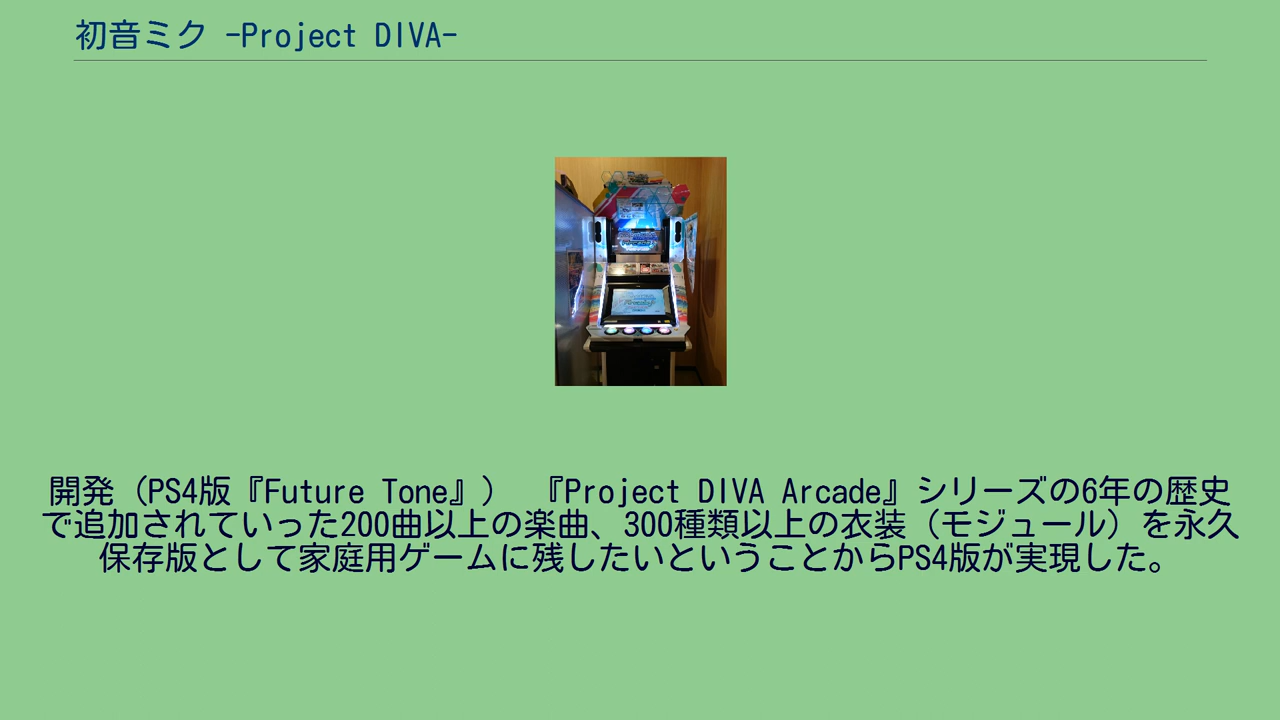 初音ミク -Project DIVA-
開発（PS4版『Future Tone』） 『Project DIVA Arcade』シリーズの6年の歴史
で追加されていった200曲以上の楽曲、300種類以上の衣装（モジュール）を永久
保存版として家庭用ゲームに残したいということからPS4版が実現した。